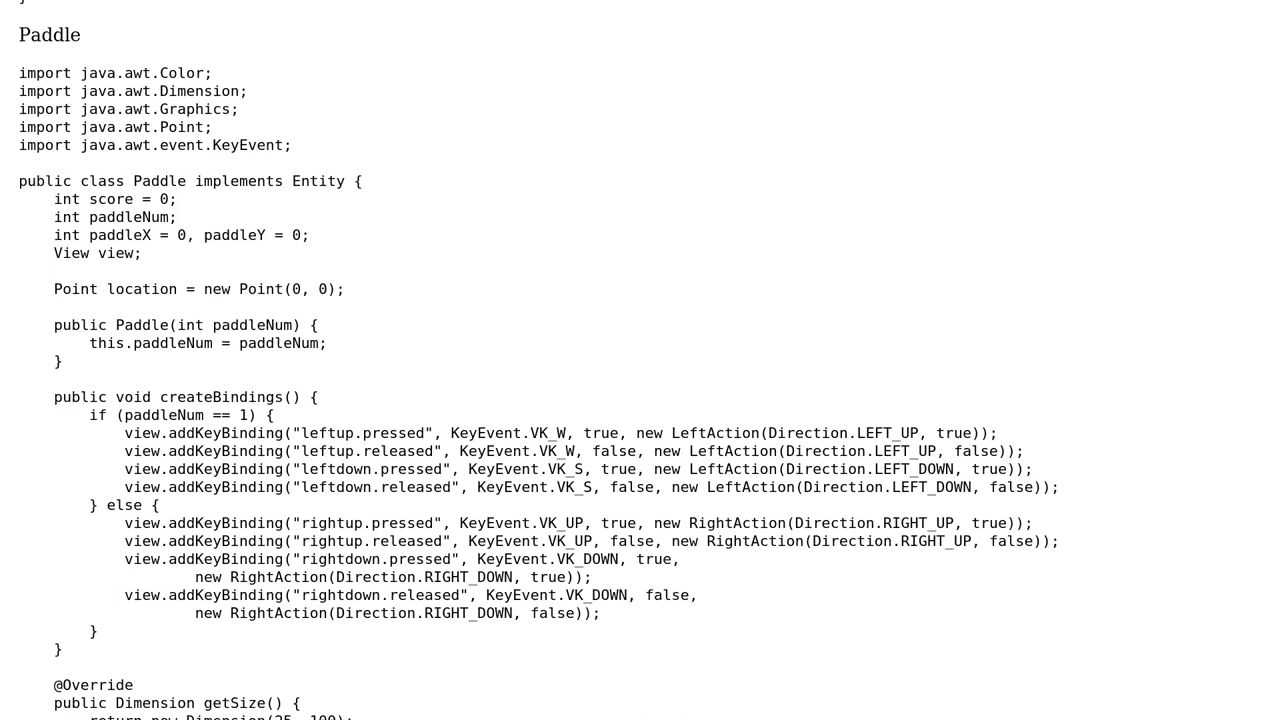 }
Paddle
import java.awt.Color;
import java.awt.Dimension;
import java.awt.Graphics;
import java.awt.Point;
import java.awt.event.KeyEvent;
public class Paddle implements Entity {
    int score = 0;
    int paddleNum;
    int paddleX = 0, paddleY = 0;
    View view;
    Point location = new Point(0, 0);
    public Paddle(int paddleNum) {
        this.paddleNum = paddleNum;
    }
    public void createBindings() {
        if (paddleNum == 1) {
            view.addKeyBinding("leftup.pressed", KeyEvent.VK_W, true, new LeftAction(Direction.LEFT_UP, true));
            view.addKeyBinding("leftup.released", KeyEvent.VK_W, false, new LeftAction(Direction.LEFT_UP, false));
            view.addKeyBinding("leftdown.pressed", KeyEvent.VK_S, true, new LeftAction(Direction.LEFT_DOWN, true));
            view.addKeyBinding("leftdown.released", KeyEvent.VK_S, false, new LeftAction(Direction.LEFT_DOWN, false));
        } else {
            view.addKeyBinding("rightup.pressed", KeyEvent.VK_UP, true, new RightAction(Direction.RIGHT_UP, true));
            view.addKeyBinding("rightup.released", KeyEvent.VK_UP, false, new RightAction(Direction.RIGHT_UP, false));
            view.addKeyBinding("rightdown.pressed", KeyEvent.VK_DOWN, true,
                    new RightAction(Direction.RIGHT_DOWN, true));
            view.addKeyBinding("rightdown.released", KeyEvent.VK_DOWN, false,
                    new RightAction(Direction.RIGHT_DOWN, false));
        }
    }
    @Override
    public Dimension getSize() {
        return new Dimension(25, 100);